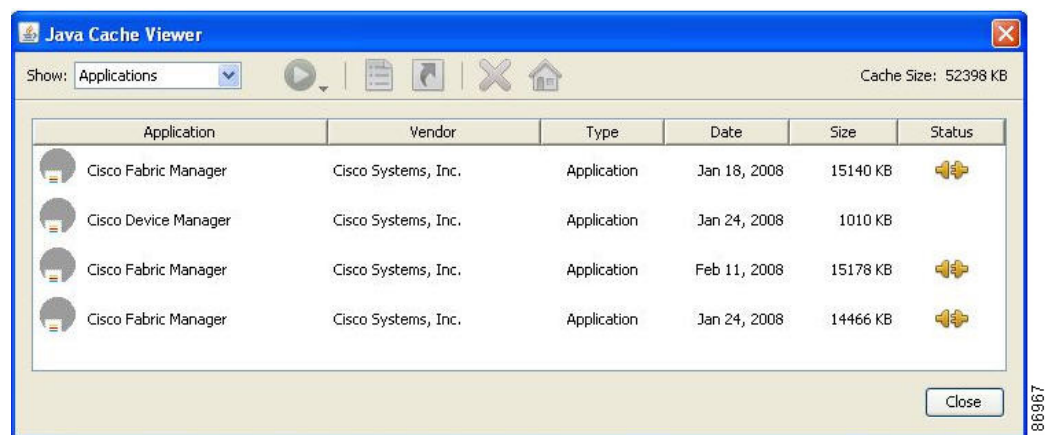 Java Cache Viewer
Show: Applications Cache Size: 52398 KB
Application Vendor Type Date Size Status
Cisco Fabric Manager Cisco Systems, Inc. Application Jan 18, 2008 15140 KB
Cisco Device Manager Cisco Systems, Inc. Application Jan 24, 2008 1010 KB
Cisco Fabric Manager Cisco Systems, Inc. Application Feb 11, 2008 15178 KB
Cisco Fabric Manager Cisco Systems, Inc. Application Jan 24, 2008 14466 KB
Close
86967